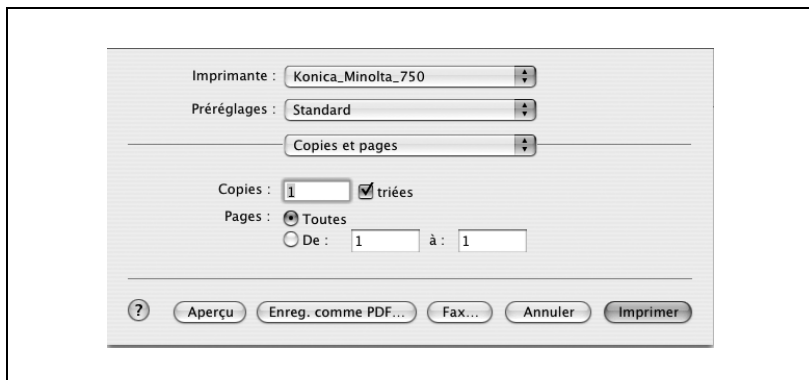 Imprimante : Konica_Minolta_750
Préréglages : Standard
Copies et pages
Copies : 1 triées
Pages : Toutes
De : 1 à : 1
? Aperçu Enreg. comme PDF... Fax... Annuler Imprimer